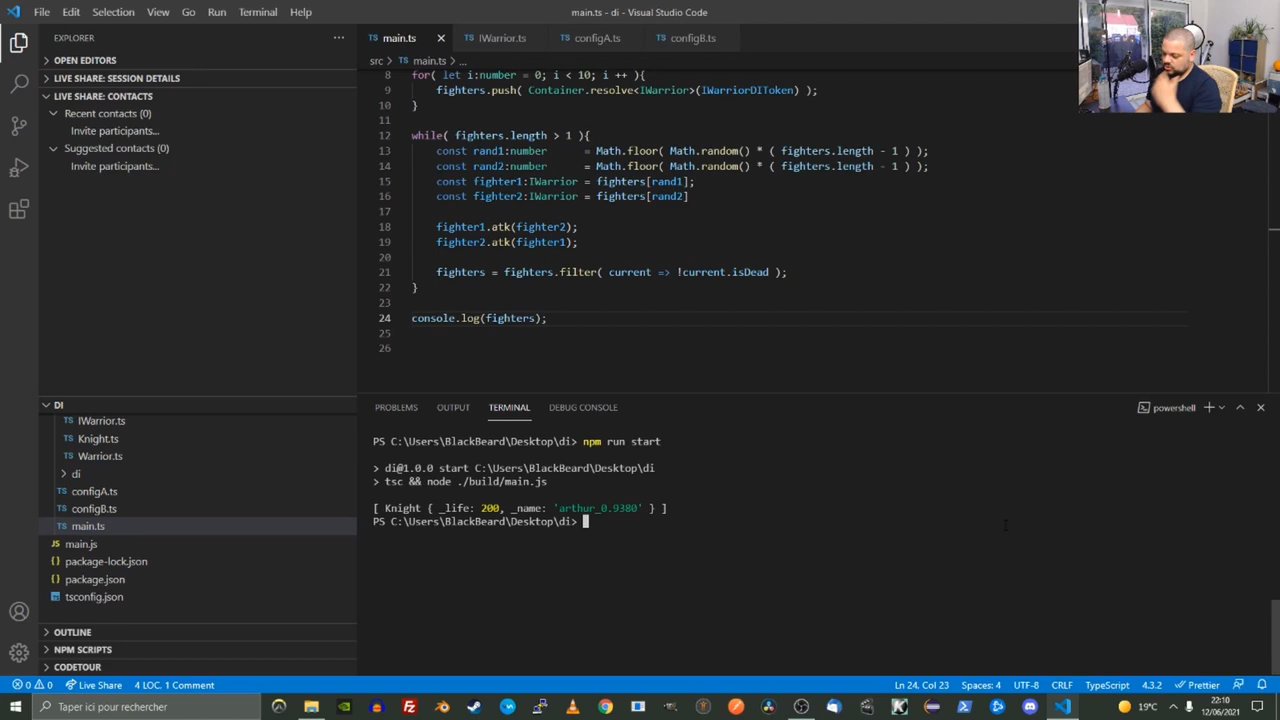 File Edit Selection View Go Run Terminal Help
main.ts - di - Visual Studio Code
EXPLORER
OPEN EDITORS
LIVE SHARE: SESSION DETAILS
LIVE SHARE: CONTACTS
Recent contacts (0)
Invite participants...
Suggested contacts (0)
Invite participants...
DI
TS IWarrior.ts
TS Knight.ts
TS Warrior.ts
di
TS configA.ts
TS configB.ts
TS main.ts
JS main.js
{} package-lock.json
{} package.json
tsconfig.json
OUTLINE
NPM SCRIPTS
CODETOUR
TS main.ts TS IWarrior.ts TS configA.ts TS configB.ts
src > TS main.ts > ...
8 for( let i:number = 0; i < 10; i ++ ){
9 fighters.push( Container.resolve<IWarrior>(IWarriorDIToken) );
10 }
11
12 while( fighters.length > 1 ){
13 const rand1:number = Math.floor( Math.random() * ( fighters.length - 1 ) );
14 const rand2:number = Math.floor( Math.random() * ( fighters.length - 1 ) );
15 const fighter1:IWarrior = fighters[rand1];
16 const fighter2:IWarrior = fighters[rand2]
17
18 fighter1.atk(fighter2);
19 fighter2.atk(fighter1);
20
21 fighters = fighters.filter( current => !current.isDead );
22 }
23
24 console.log(fighters);
25
26
PROBLEMS OUTPUT TERMINAL DEBUG CONSOLE
powershell
PS C:\Users\BlackBeard\Desktop\di> npm run start
> di@1.0.0 start C:\Users\BlackBeard\Desktop\di
> tsc && node ./build/main.js
[ Knight { _life: 200, _name: 'arthur_0.9380' } ]
PS C:\Users\BlackBeard\Desktop\di>
0 0 Live Share 4 LOC, 1 Comment
Ln 24, Col 23 Spaces: 4 UTF-8 CRLF TypeScript 4.3.2 Prettier
Taper ici pour rechercher
19°C
22:10
12/06/2021